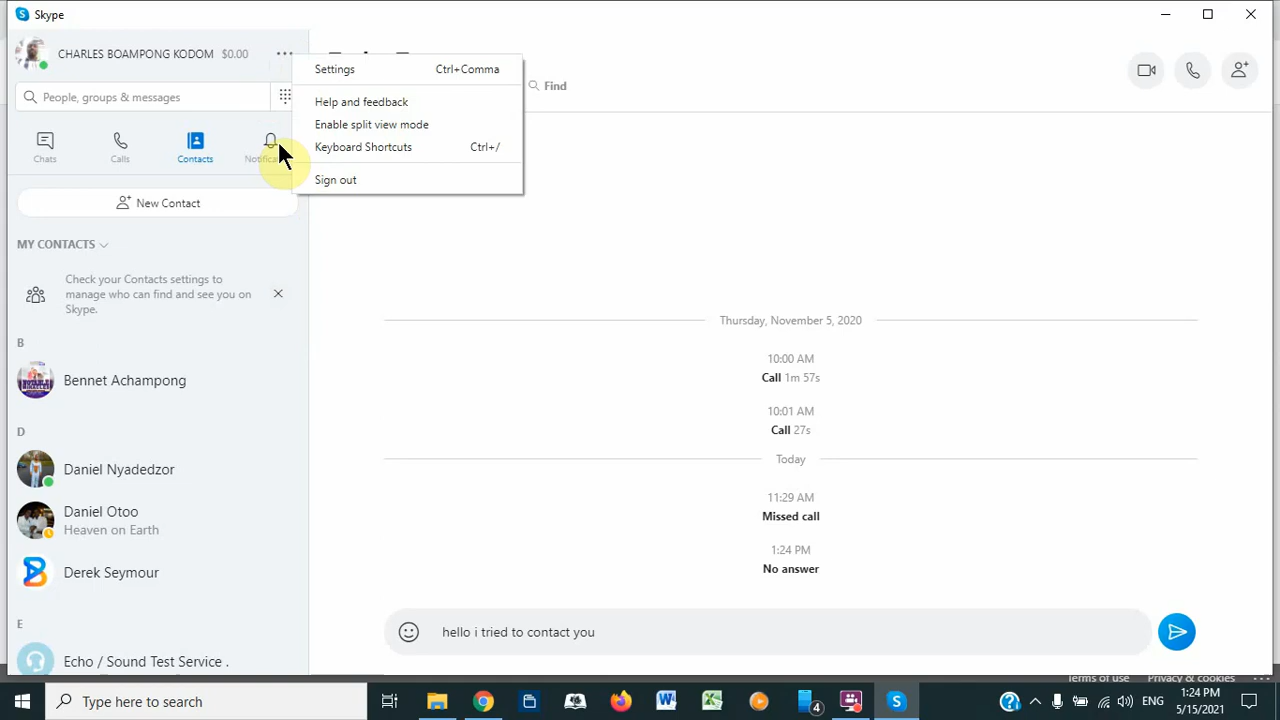 Skype
CHARLES BOAMPONG KODOM $0.00
Settings Ctrl+Comma
Help and feedback
Enable split view mode
Keyboard Shortcuts Ctrl+/
Sign out
Find
People, groups & messages
Chats
Calls
Contacts
New Contact
MY CONTACTS
Check your Contacts settings to
manage who can find and see you on
Skype.
B
Bennet Achampong
D
Daniel Nyadedzor
Daniel Otoo
Heaven on Earth
Derek Seymour
E
Echo / Sound Test Service .
Thursday, November 5, 2020
10:00 AM
Call 1m 57s
10:01 AM
Call 27s
Today
11:29 AM
Missed call
1:24 PM
No answer
hello i tried to contact you
Terms of use Privacy & cookies
Type here to search
4
ENG
1:24 PM
5/15/2021